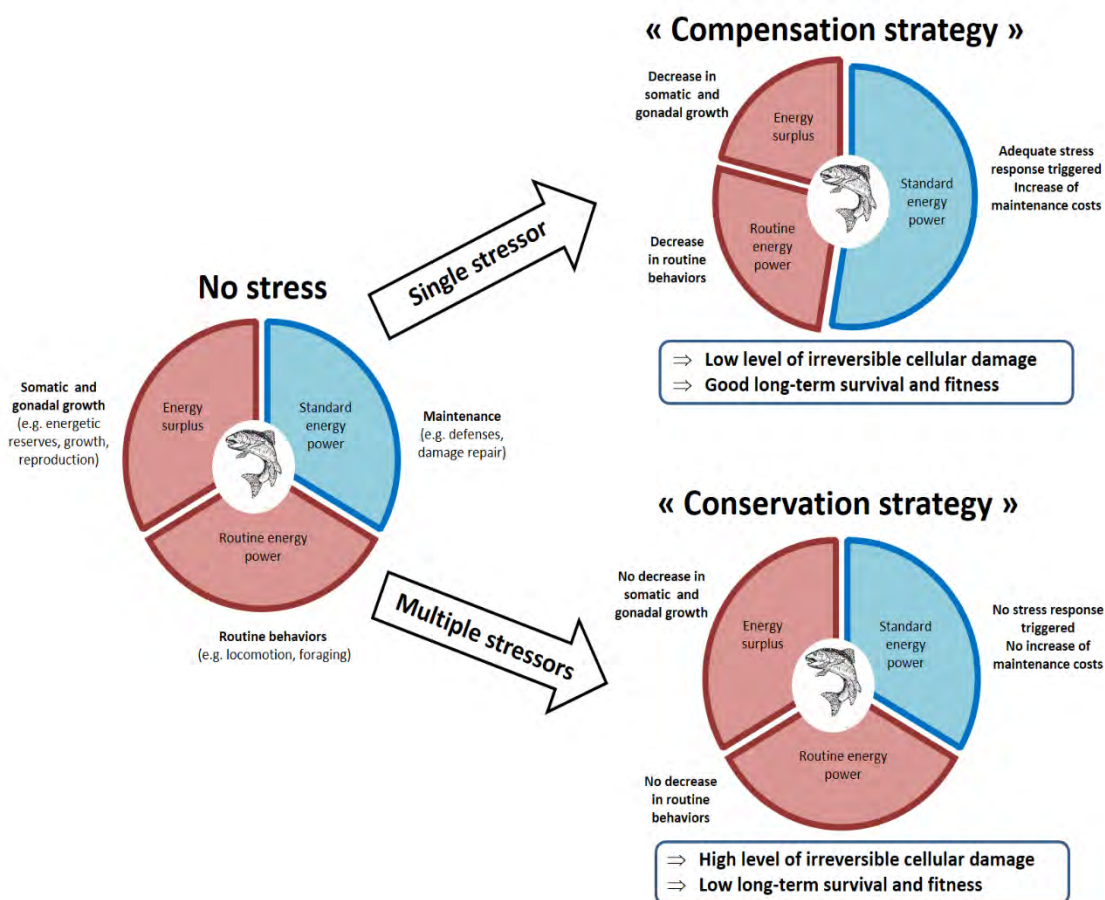 « Compensation strategy »
Decrease in
somatic and
gonadal growth
Energy
surplus
Standard
energy
power
Adequate stress
response triggered
Increase of
maintenance costs
Routine
energy
power
Decrease
in routine
behaviors
⇒ Low level of irreversible cellular damage
⇒ Good long-term survival and fitness
Single stressor
No stress
Somatic and
gonadal growth
(e.g. energetic
reserves, growth,
reproduction)
Energy
surplus
Standard
energy
power
Maintenance
(e.g. defenses,
damage repair)
Routine energy
power
Routine behaviors
(e.g. locomotion, foraging)
Multiple stressors
« Conservation strategy »
No decrease in
somatic and
gonadal growth
Energy
surplus
Standard
energy
power
No stress response
triggered
No increase of
maintenance costs
Routine energy
power
No decrease
in routine
behaviors
⇒ High level of irreversible cellular damage
⇒ Low long-term survival and fitness